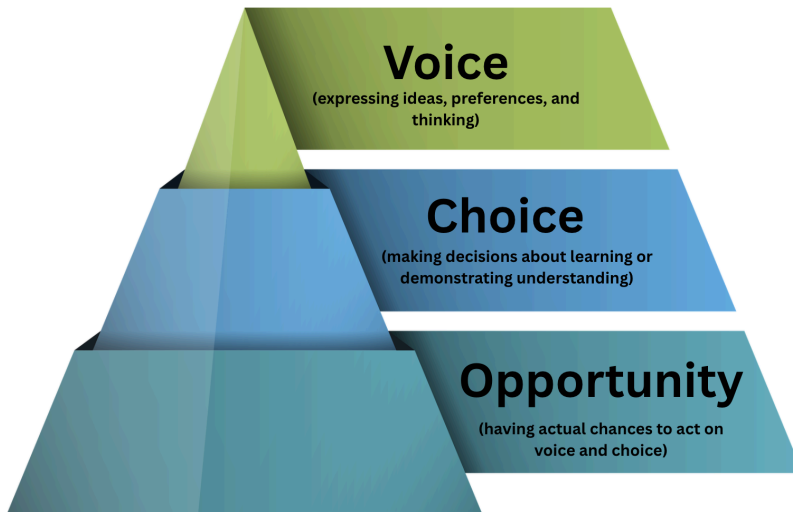 Voice
(expressing ideas, preferences, and
thinking)
Choice
(making decisions about learning or
demonstrating understanding)
Opportunity
(having actual chances to act on
voice and choice)